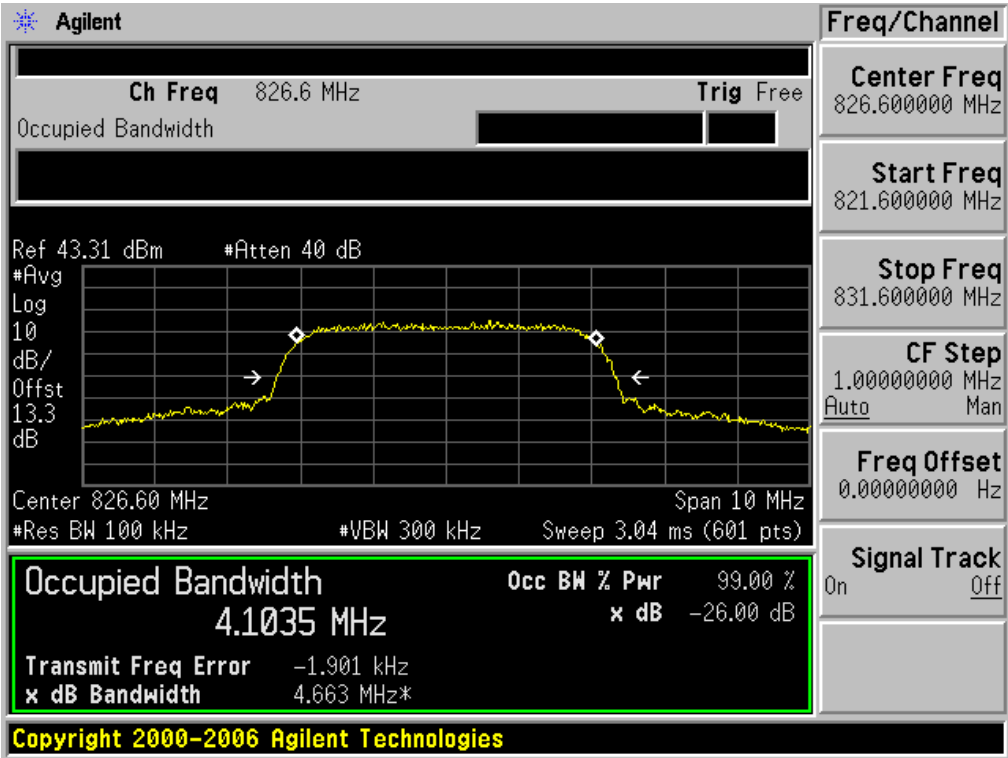 Agilent
Freq/Channel
Ch Freq 826.6 MHz Trig Free
Occupied Bandwidth
Center Freq
826.600000 MHz
Start Freq
821.600000 MHz
Stop Freq
831.600000 MHz
CF Step
1.00000000 MHz
Auto Man
Freq Offset
0.00000000 Hz
Signal Track
On Off
Ref 43.31 dBm #Atten 40 dB
#Avg
Log
10
dB/
Offst
13.3
dB
Center 826.60 MHz Span 10 MHz
#Res BW 100 kHz #VBW 300 kHz Sweep 3.04 ms (601 pts)
Occupied Bandwidth Occ BW % Pwr 99.00 %
4.1035 MHz x dB -26.00 dB
Transmit Freq Error -1.901 kHz
x dB Bandwidth 4.663 MHz*
Copyright 2000-2006 Agilent Technologies